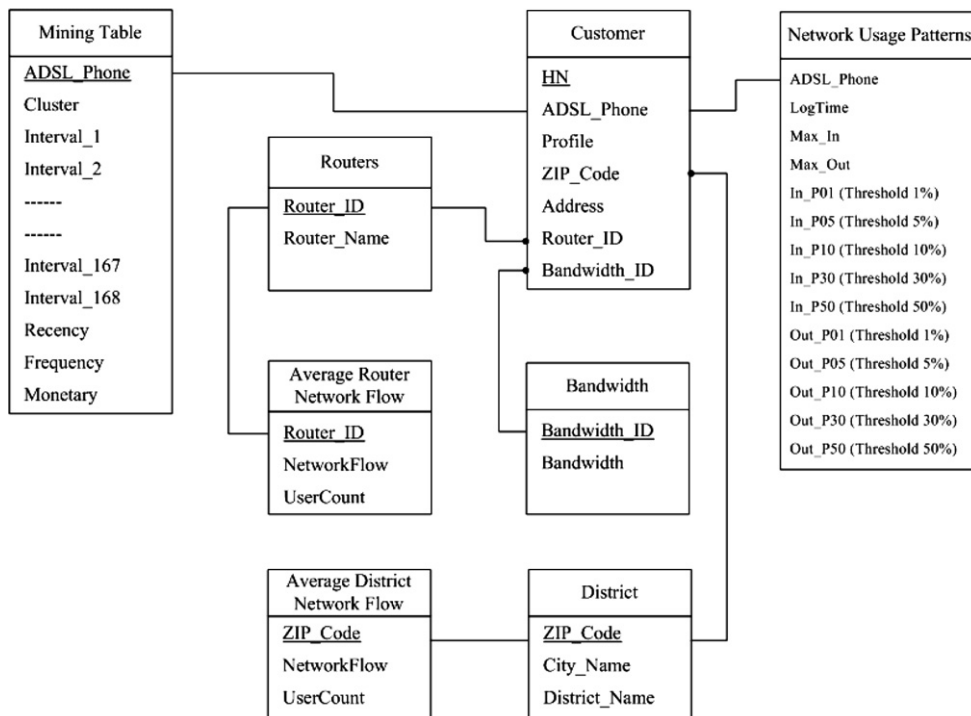 Mining Table
ADSL_Phone
Cluster
Interval_1
Interval_2
------
------
Interval_167
Interval_168
Recency
Frequency
Monetary
Routers
Router_ID
Router_Name
Average Router
Network Flow
Router_ID
NetworkFlow
UserCount
Average District
Network Flow
ZIP_Code
NetworkFlow
UserCount
Customer
HN
ADSL_Phone
Profile
ZIP_Code
Address
Router_ID
Bandwidth_ID
Bandwidth
Bandwidth_ID
Bandwidth
District
ZIP_Code
City_Name
District_Name
Network Usage Patterns
ADSL_Phone
LogTime
Max_In
Max_Out
In_P01 (Threshold 1%)
In_P05 (Threshold 5%)
In_P10 (Threshold 10%)
In_P30 (Threshold 30%)
In_P50 (Threshold 50%)
Out_P01 (Threshold 1%)
Out_P05 (Threshold 5%)
Out_P10 (Threshold 10%)
Out_P30 (Threshold 30%)
Out_P50 (Threshold 50%)